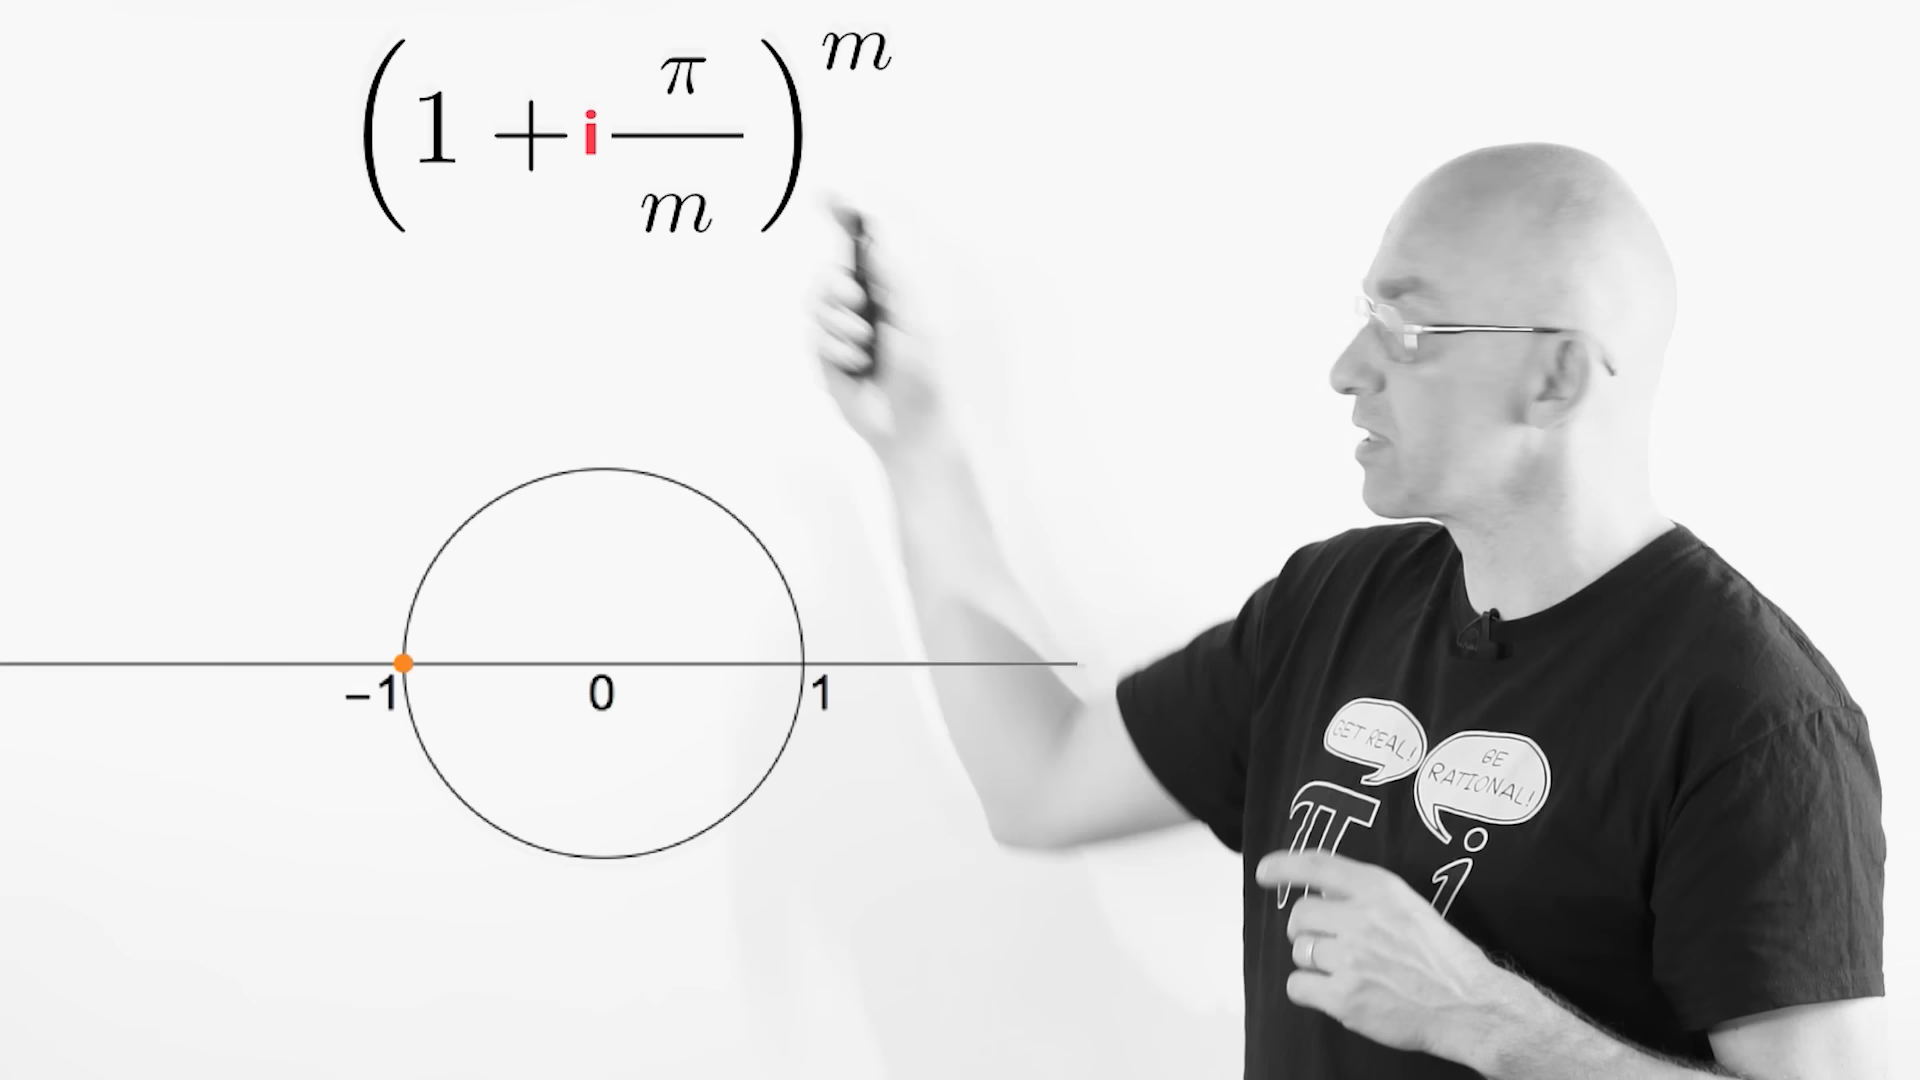 (1 + i π/m)^m
−1 0 1
GET REAL!
BE
RATIONAL!
π i